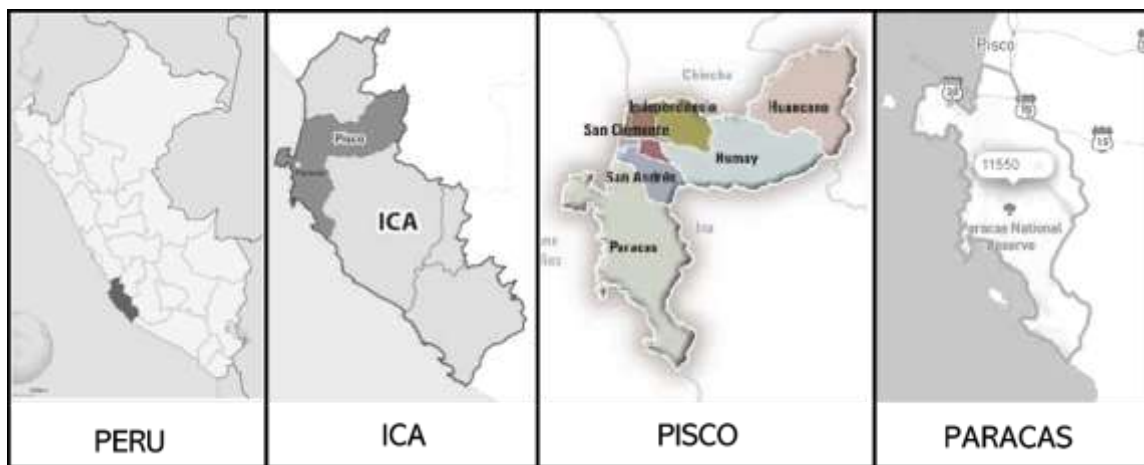 Pisco
Paracas
ICA
Chincha
Independencia
Huancano
San Clemente
Humay
San Andrés
Ica
Paracas
Pisco
11550
Paracas National
Reserve
PERU
ICA
PISCO
PARACAS